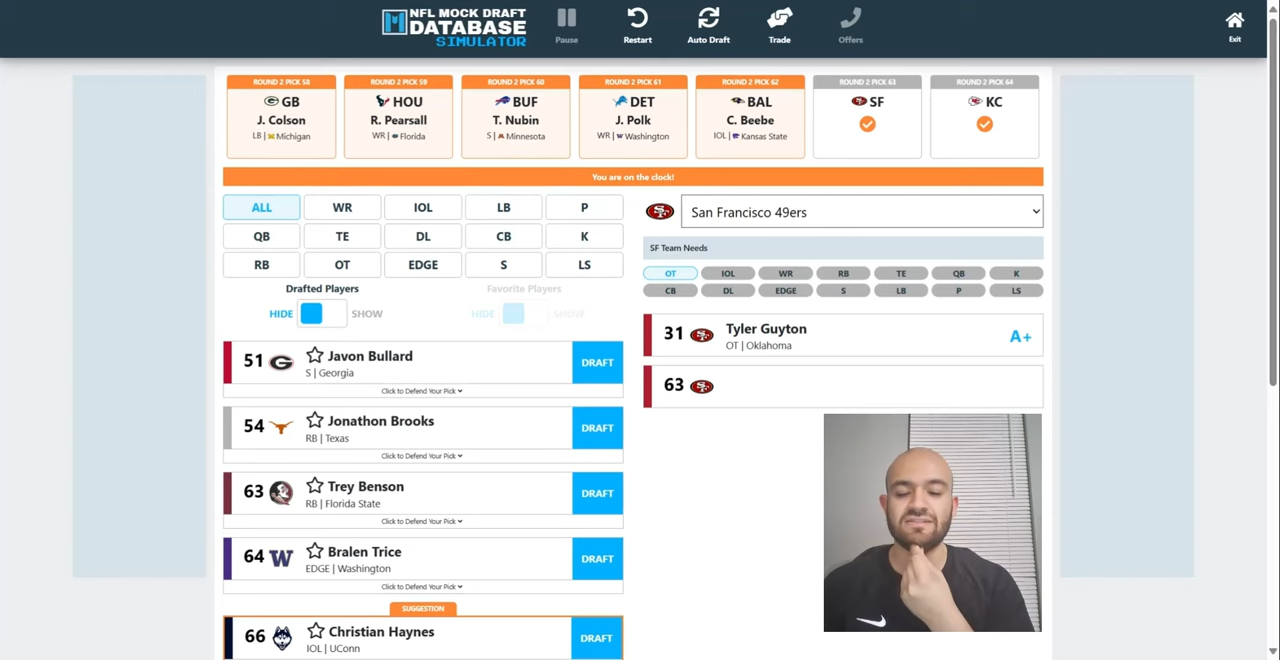 NFL MOCK DRAFT
DATABASE
SIMULATOR
Pause
Restart
Auto Draft
Trade
Offers
Exit
ROUND 2 PICK 58
GB
J. Colson
LB | Michigan
ROUND 2 PICK 59
HOU
R. Pearsall
WR | Florida
ROUND 2 PICK 60
BUF
T. Nubin
S | Minnesota
ROUND 2 PICK 61
DET
J. Polk
WR | Washington
ROUND 2 PICK 62
BAL
C. Beebe
IOL | Kansas State
ROUND 2 PICK 63
SF
ROUND 2 PICK 64
KC
You are on the clock!
ALL WR IOL LB P
QB TE DL CB K
RB OT EDGE S LS
Drafted Players
HIDE SHOW
Favorite Players
HIDE SHOW
51 Javon Bullard
S | Georgia
DRAFT
Click to Defend Your Pick
54 Jonathon Brooks
RB | Texas
DRAFT
Click to Defend Your Pick
63 Trey Benson
RB | Florida State
DRAFT
Click to Defend Your Pick
64 Bralen Trice
EDGE | Washington
DRAFT
Click to Defend Your Pick
SUGGESTION
66 Christian Haynes
IOL | UConn
DRAFT
San Francisco 49ers
SF Team Needs
OT IOL WR RB TE QB K
CB DL EDGE S LB P LS
31 Tyler Guyton
OT | Oklahoma
A+
63